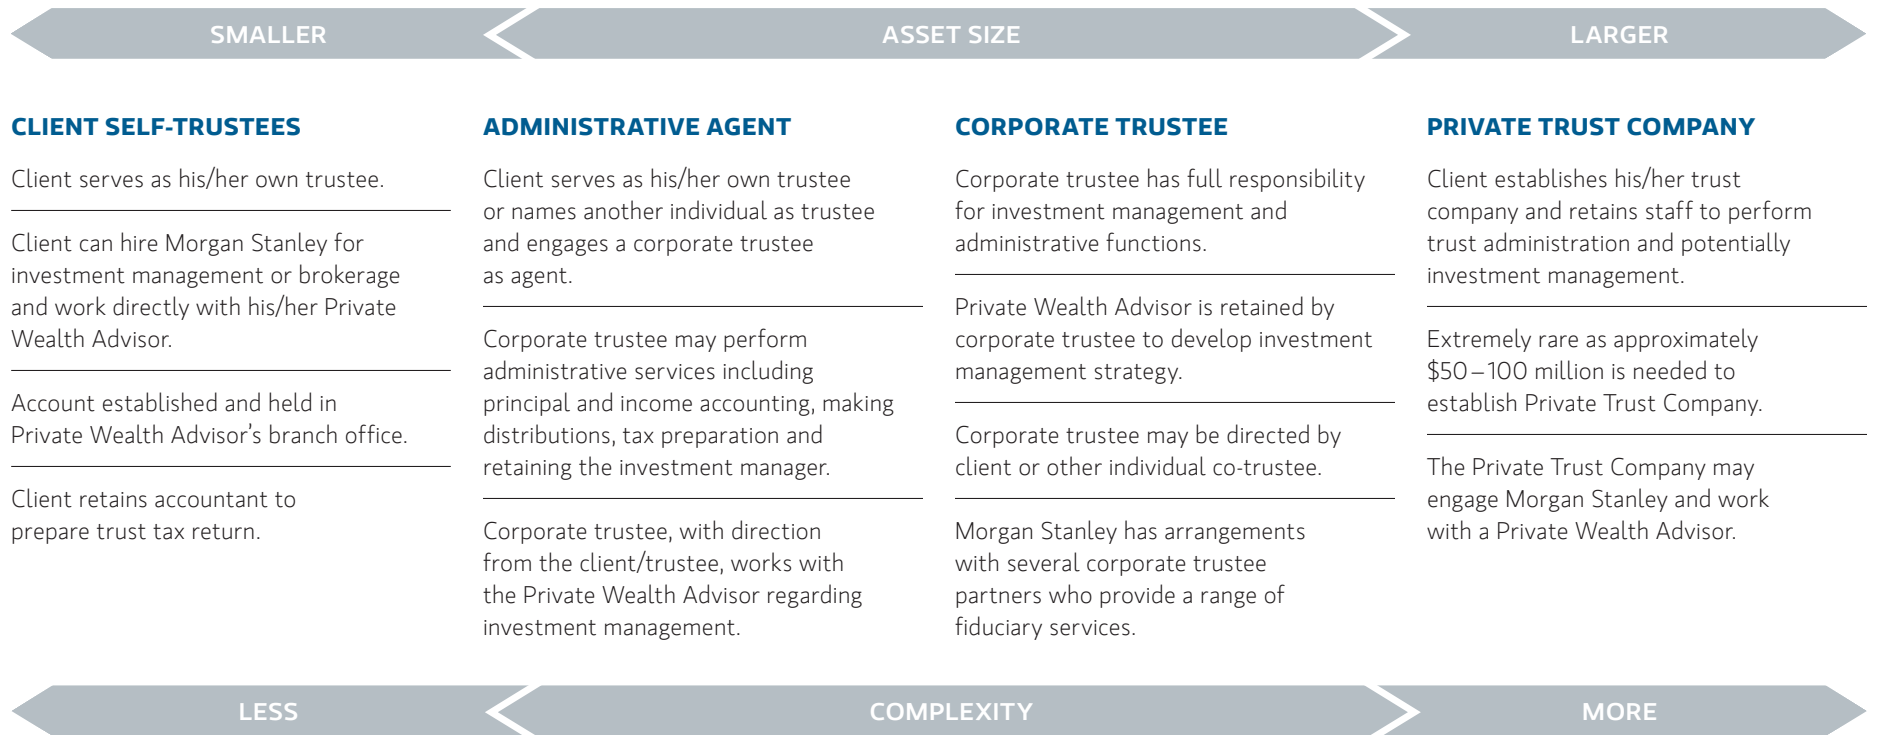 SMALLER
ASSET SIZE
LARGER
CLIENT SELF-TRUSTEES
Client serves as his/her own trustee.
Client can hire Morgan Stanley for
investment management or brokerage
and work directly with his/her Private
Wealth Advisor.
Account established and held in
Private Wealth Advisor’s branch office.
Client retains accountant to
prepare trust tax return.
ADMINISTRATIVE AGENT
Client serves as his/her own trustee
or names another individual as trustee
and engages a corporate trustee
as agent.
Corporate trustee may perform
administrative services including
principal and income accounting, making
distributions, tax preparation and
retaining the investment manager.
Corporate trustee, with direction
from the client/trustee, works with
the Private Wealth Advisor regarding
investment management.
CORPORATE TRUSTEE
Corporate trustee has full responsibility
for investment management and
administrative functions.
Private Wealth Advisor is retained by
corporate trustee to develop investment
management strategy.
Corporate trustee may be directed by
client or other individual co-trustee.
Morgan Stanley has arrangements
with several corporate trustee
partners who provide a range of
fiduciary services.
PRIVATE TRUST COMPANY
Client establishes his/her trust
company and retains staff to perform
trust administration and potentially
investment management.
Extremely rare as approximately
$50–100 million is needed to
establish Private Trust Company.
The Private Trust Company may
engage Morgan Stanley and work
with a Private Wealth Advisor.
LESS
COMPLEXITY
MORE